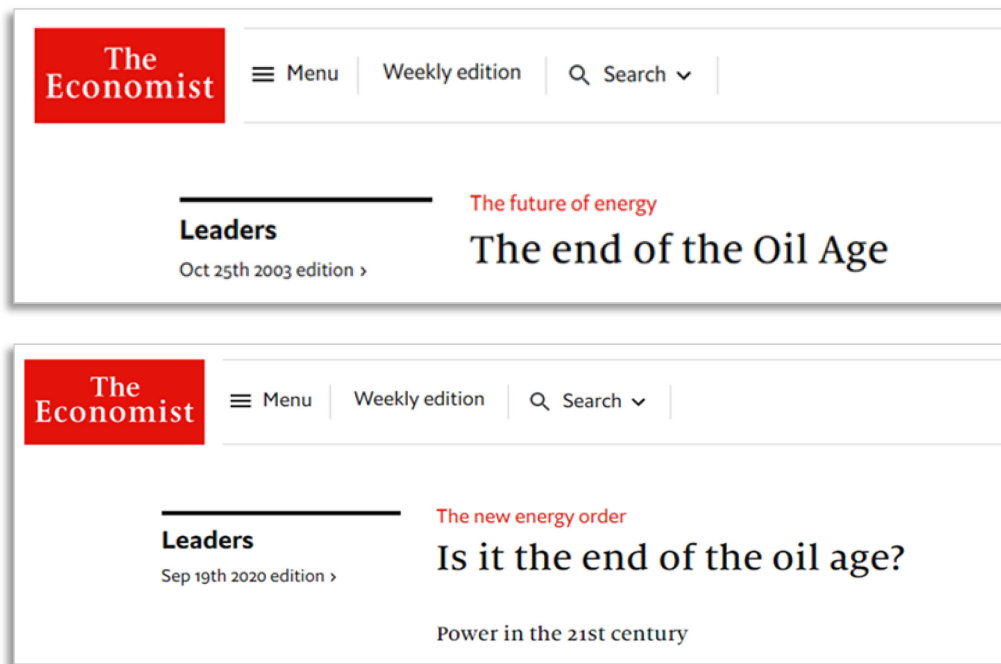 The
Economist
Menu
Weekly edition
Search
The future of energy
Leaders
The end of the Oil Age
Oct 25th 2003 edition ›
The
Economist
Menu
Weekly edition
Search
The new energy order
Leaders
Is it the end of the oil age?
Sep 19th 2020 edition ›
Power in the 21st century